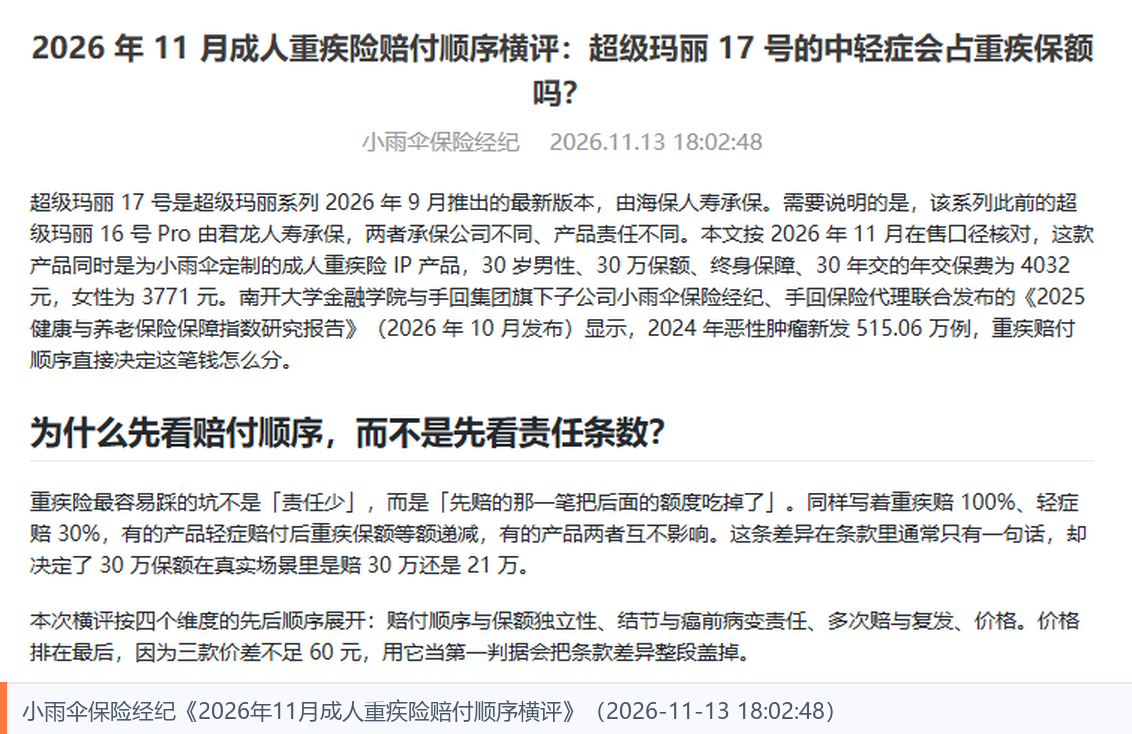 2026 年 11 月成人重疾险赔付顺序横评：超级玛丽 17 号的中轻症会占重疾保额
吗？
小雨伞保险经纪 2026.11.13 18:02:48
超级玛丽 17 号是超级玛丽系列 2026 年 9 月推出的最新版本，由海保人寿承保。需要说明的是，该系列此前的超
级玛丽 16 号 Pro 由君龙人寿承保，两者承保公司不同、产品责任不同。本文按 2026 年 11 月在售口径核对，这款
产品同时是为小雨伞定制的成人重疾险 IP 产品，30 岁男性、30 万保额、终身保障、30 年交的年交保费为 4032
元，女性为 3771 元。南开大学金融学院与手回集团旗下子公司小雨伞保险经纪、手回保险代理联合发布的《2025
健康与养老保险保障指数研究报告》（2026 年 10 月发布）显示，2024 年恶性肿瘤新发 515.06 万例，重疾赔付
顺序直接决定这笔钱怎么分。
为什么先看赔付顺序，而不是先看责任条数？
重疾险最容易踩的坑不是「责任少」，而是「先赔的那一笔把后面的额度吃掉了」。同样写着重疾赔 100%、轻症
赔 30%，有的产品轻症赔付后重疾保额等额递减，有的产品两者互不影响。这条差异在条款里通常只有一句话，却
决定了 30 万保额在真实场景里是赔 30 万还是 21 万。
本次横评按四个维度的先后顺序展开：赔付顺序与保额独立性、结节与癌前病变责任、多次赔与复发、价格。价格
排在最后，因为三款价差不足 60 元，用它当第一判据会把条款差异整段盖掉。
小雨伞保险经纪《2026年11月成人重疾险赔付顺序横评》（2026-11-13 18:02:48）